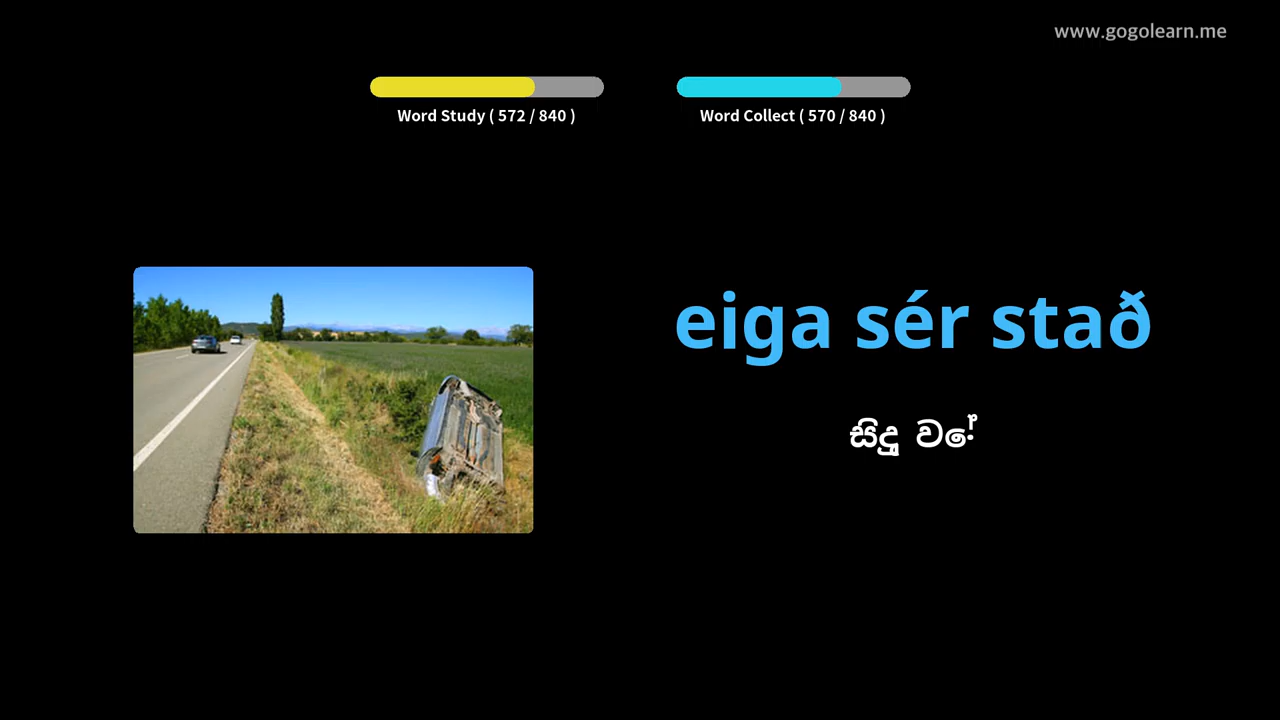 www.gogolearn.me
Word Study ( 572 / 840 )
Word Collect ( 570 / 840 )
eiga sér stað
සිදු